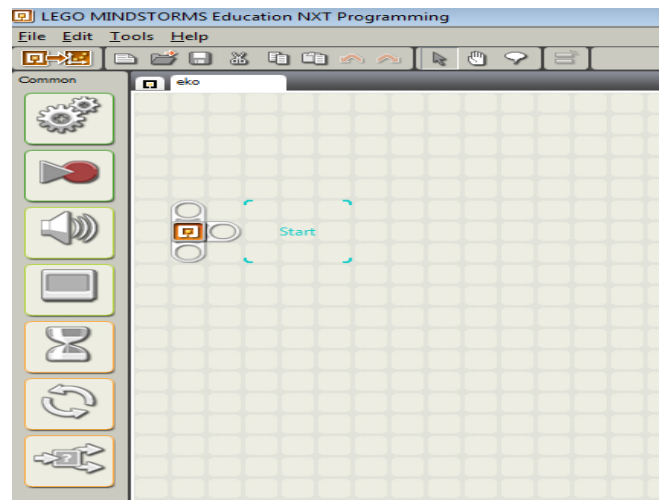 LEGO MINDSTORMS Education NXT Programming
File Edit Tools Help
Common
eko
Start
?